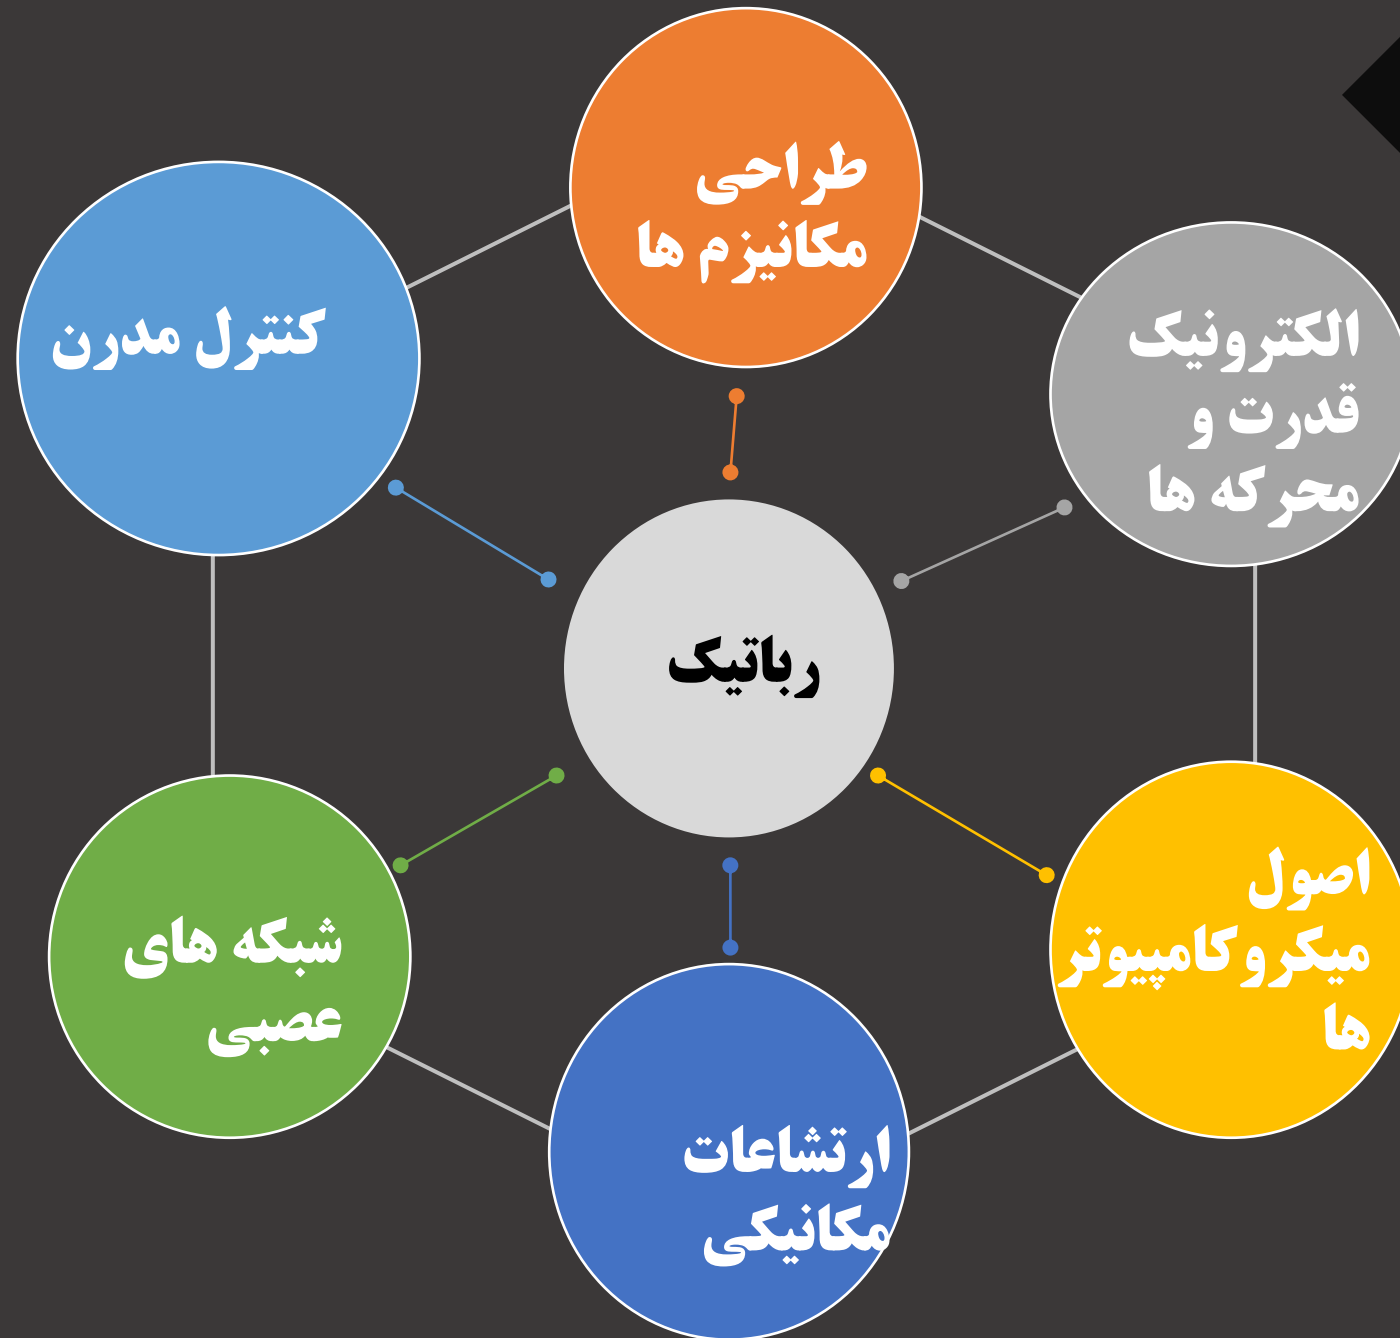 طراحی
مکانیزم ها
الکترونیک
قدرت و
محرکه ها
کنترل مدرن
رباتیک
اصول
میکروکامپیوتر
ها
شبکه های
عصبی
ارتشاعات
مکانیکی